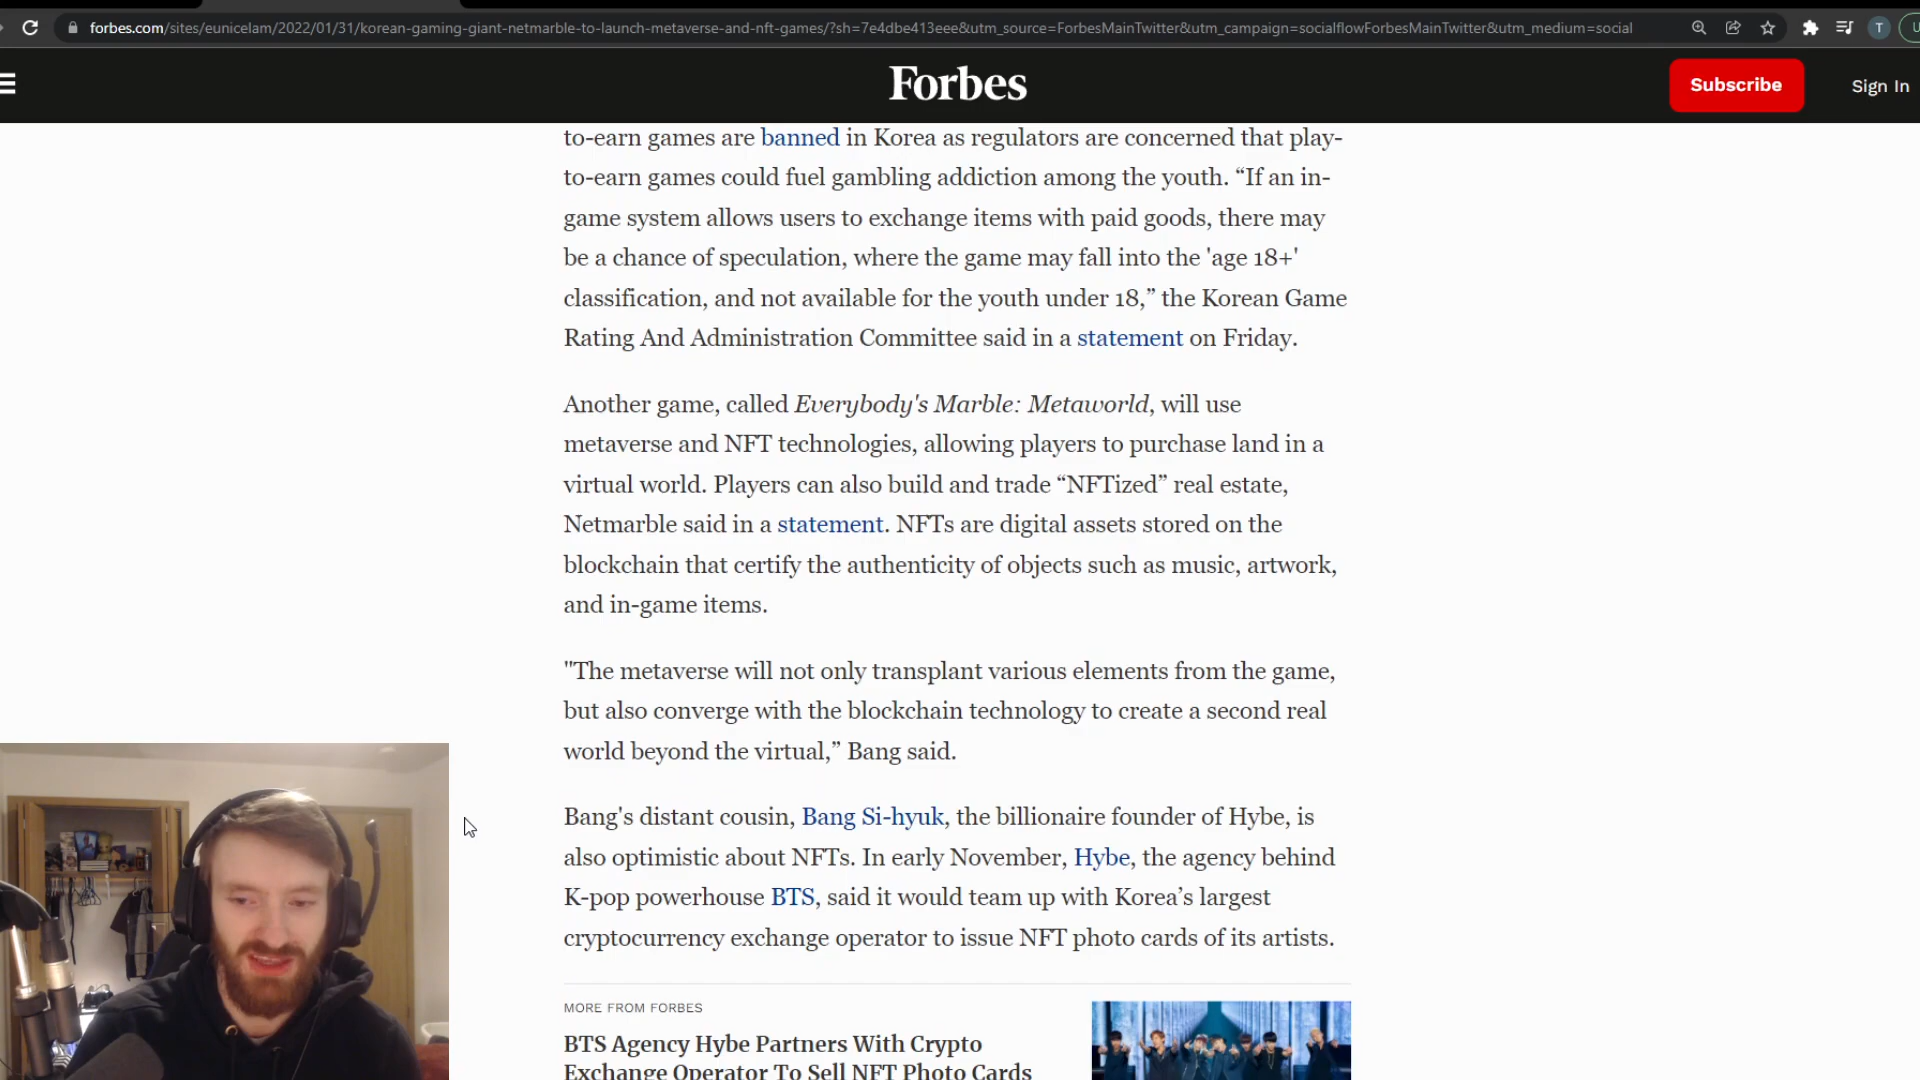 forbes.com/sites/eunicelam/2022/01/31/korean-gaming-giant-netmarble-to-launch-metaverse-and-nft-games/?sh=7e4dbe413eee&utm_source=ForbesMainTwitter&utm_campaign=socialflowForbesMainTwitter&utm_medium=social
T
U
Forbes
Subscribe
Sign In
to-earn games are banned in Korea as regulators are concerned that play-
to-earn games could fuel gambling addiction among the youth. “If an in-
game system allows users to exchange items with paid goods, there may
be a chance of speculation, where the game may fall into the 'age 18+'
classification, and not available for the youth under 18,” the Korean Game
Rating And Administration Committee said in a statement on Friday.
Another game, called Everybody's Marble: Metaworld, will use
metaverse and NFT technologies, allowing players to purchase land in a
virtual world. Players can also build and trade “NFTized” real estate,
Netmarble said in a statement. NFTs are digital assets stored on the
blockchain that certify the authenticity of objects such as music, artwork,
and in-game items.
"The metaverse will not only transplant various elements from the game,
but also converge with the blockchain technology to create a second real
world beyond the virtual,” Bang said.
Bang's distant cousin, Bang Si-hyuk, the billionaire founder of Hybe, is
also optimistic about NFTs. In early November, Hybe, the agency behind
K-pop powerhouse BTS, said it would team up with Korea’s largest
cryptocurrency exchange operator to issue NFT photo cards of its artists.
MORE FROM FORBES
BTS Agency Hybe Partners With Crypto
Exchange Operator To Sell NFT Photo Cards